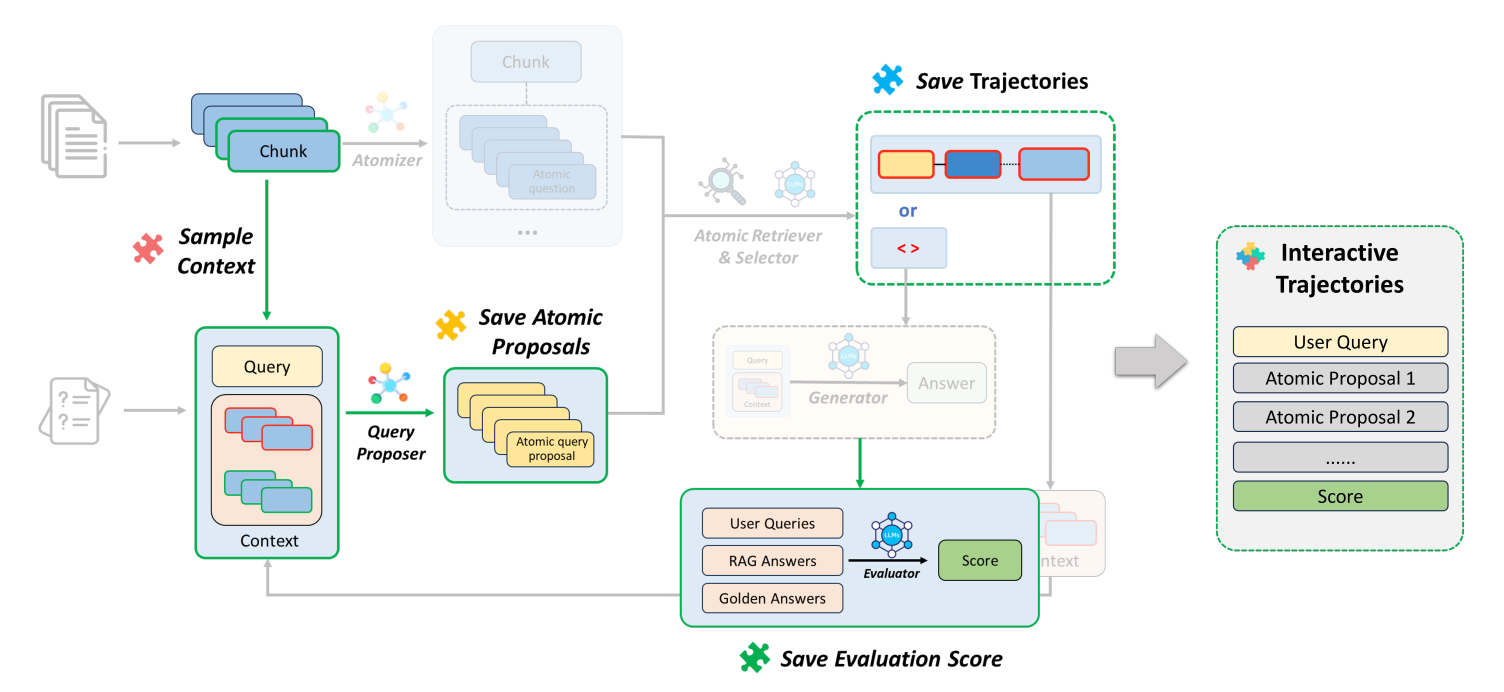 Save Trajectories
Chunk
Chunk
Atomizer
Atomic
question
...
LLMs
Atomic Retriever
& Selector
or
< >
Sample
Context
Interactive
Trajectories
User Query
Atomic Proposal 1
Atomic Proposal 2
......
Score
Save Atomic
Proposals
Query
Context
?=
?=
Query
Proposer
Atomic query
proposal
Query
Context
LLMs
Generator
Answer
User Queries
RAG Answers
Golden Answers
LLMs
Evaluator
Score
ntext
Save Evaluation Score